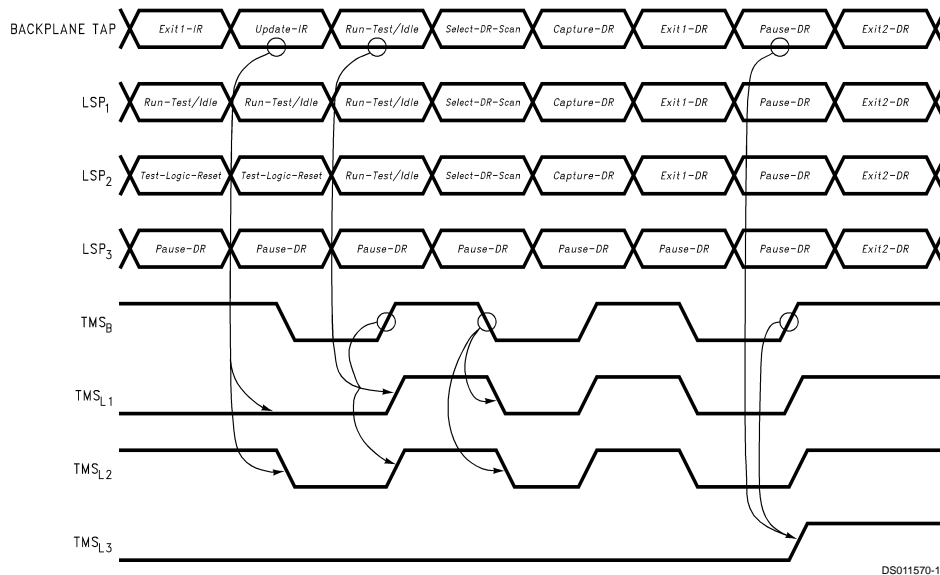 BACKPLANE TAP Exit1-IR Update-IR Run-Test/Idle Select-DR-Scan Capture-DR Exit1-DR Pause-DR Exit2-DR
LSP1 Run-Test/Idle Run-Test/Idle Run-Test/Idle Select-DR-Scan Capture-DR Exit1-DR Pause-DR Exit2-DR
LSP2 Test-Logic-Reset Test-Logic-Reset Run-Test/Idle Select-DR-Scan Capture-DR Exit1-DR Pause-DR Exit2-DR
LSP3 Pause-DR Pause-DR Pause-DR Pause-DR Pause-DR Pause-DR Pause-DR Exit2-DR
TMSB
TMSL1
TMSL2
TMSL3
DS011570-1